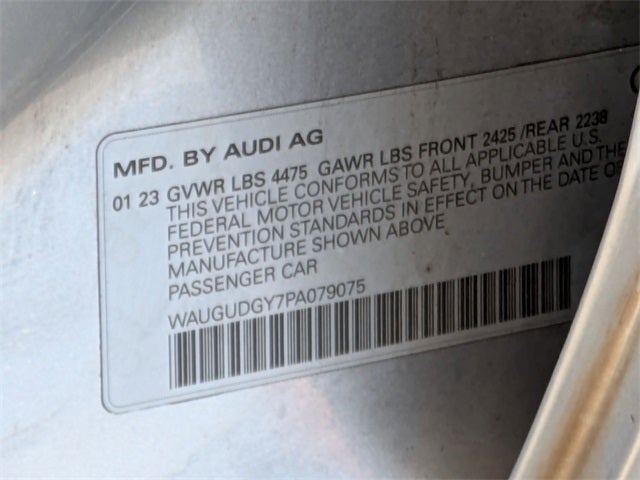 MFD. BY AUDI AG
01 23 GVWR LBS 4475 GAWR LBS FRONT 2425 /REAR 2238
THIS VEHICLE CONFORMS TO ALL APPLICABLE U.S.
FEDERAL MOTOR VEHICLE SAFETY, BUMPER AND THE
PREVENTION STANDARDS IN EFFECT ON THE DATE OF
MANUFACTURE SHOWN ABOVE
PASSENGER CAR
WAUGUDGY7PA079075